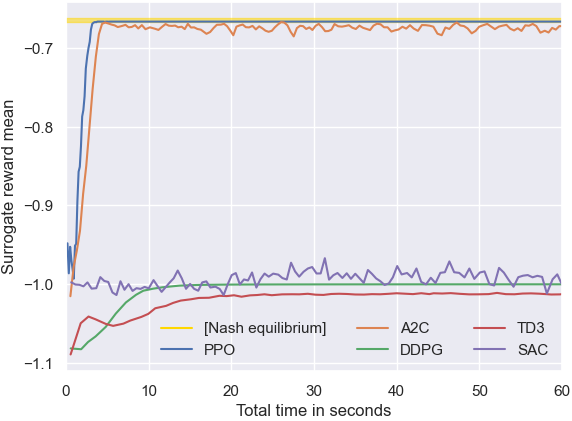 Surrogate reward mean
−0.7
−0.8
−0.9
−1.0
−1.1
[Nash equilibrium]
PPO
A2C
DDPG
TD3
SAC
0 10 20 30 40 50 60
Total time in seconds